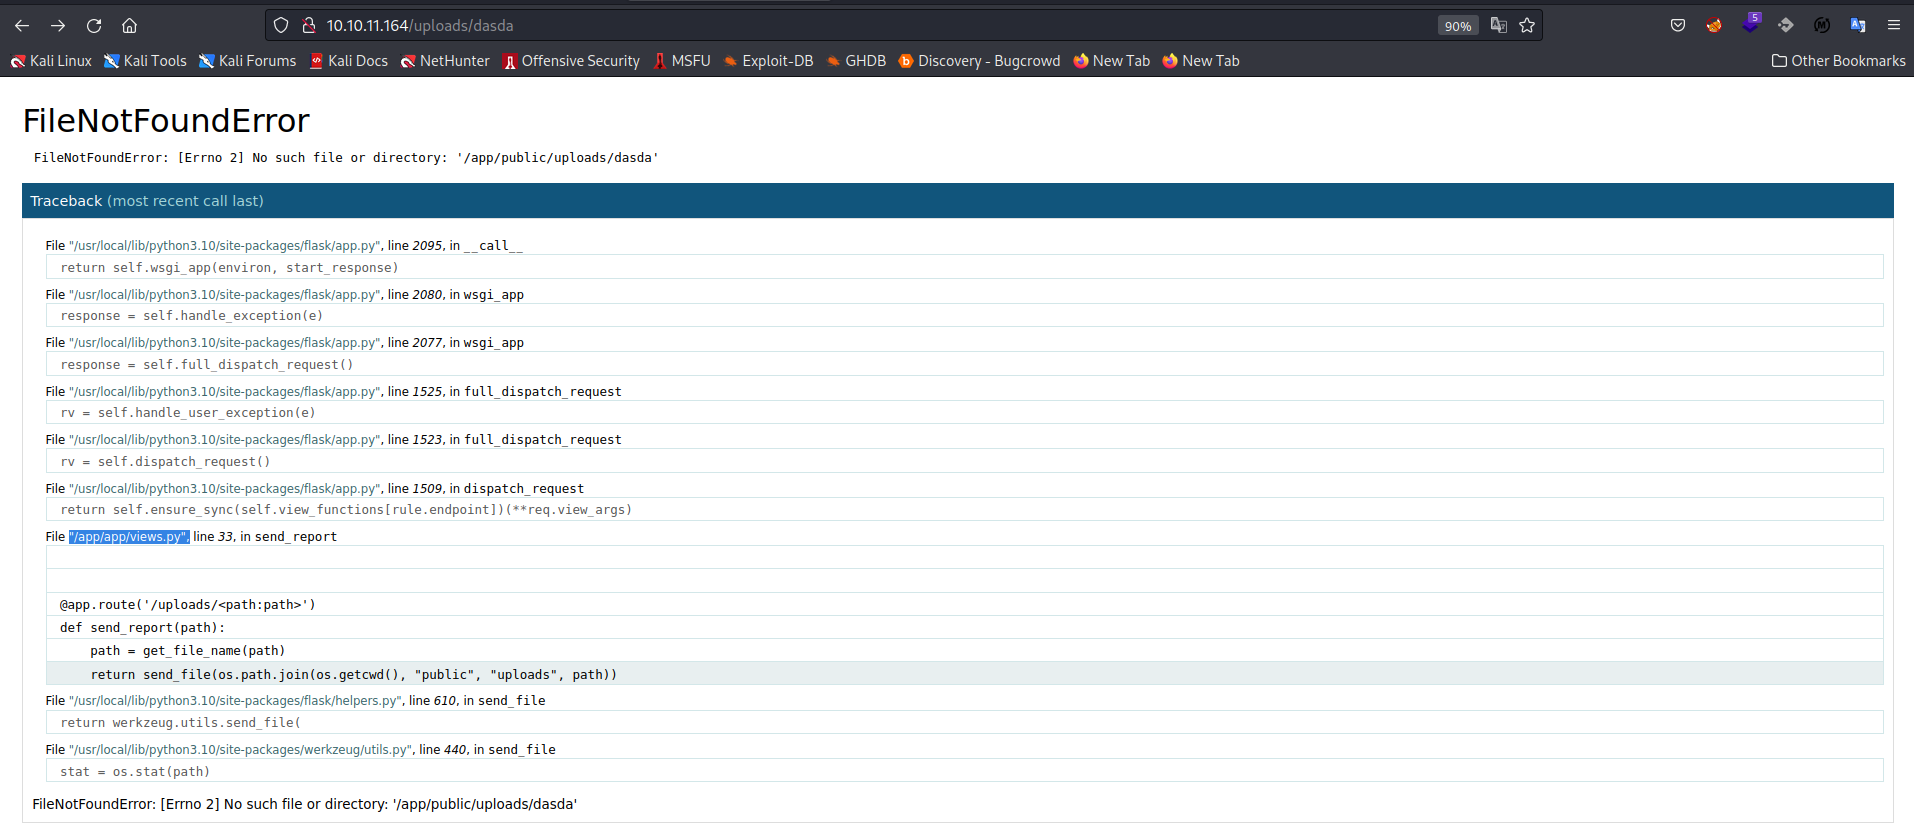 10.10.11.164/uploads/dasda
90%
5
Kali Linux Kali Tools Kali Forums Kali Docs NetHunter Offensive Security MSFU Exploit-DB GHDB Discovery - Bugcrowd New Tab New Tab Other Bookmarks
FileNotFoundError
FileNotFoundError: [Errno 2] No such file or directory: '/app/public/uploads/dasda'
Traceback (most recent call last)
File "/usr/local/lib/python3.10/site-packages/flask/app.py", line 2095, in __call__
return self.wsgi_app(environ, start_response)
File "/usr/local/lib/python3.10/site-packages/flask/app.py", line 2080, in wsgi_app
response = self.handle_exception(e)
File "/usr/local/lib/python3.10/site-packages/flask/app.py", line 2077, in wsgi_app
response = self.full_dispatch_request()
File "/usr/local/lib/python3.10/site-packages/flask/app.py", line 1525, in full_dispatch_request
rv = self.handle_user_exception(e)
File "/usr/local/lib/python3.10/site-packages/flask/app.py", line 1523, in full_dispatch_request
rv = self.dispatch_request()
File "/usr/local/lib/python3.10/site-packages/flask/app.py", line 1509, in dispatch_request
return self.ensure_sync(self.view_functions[rule.endpoint])(**req.view_args)
File "/app/app/views.py", line 33, in send_report
@app.route('/uploads/<path:path>')
def send_report(path):
path = get_file_name(path)
return send_file(os.path.join(os.getcwd(), "public", "uploads", path))
File "/usr/local/lib/python3.10/site-packages/flask/helpers.py", line 610, in send_file
return werkzeug.utils.send_file(
File "/usr/local/lib/python3.10/site-packages/werkzeug/utils.py", line 440, in send_file
stat = os.stat(path)
FileNotFoundError: [Errno 2] No such file or directory: '/app/public/uploads/dasda'